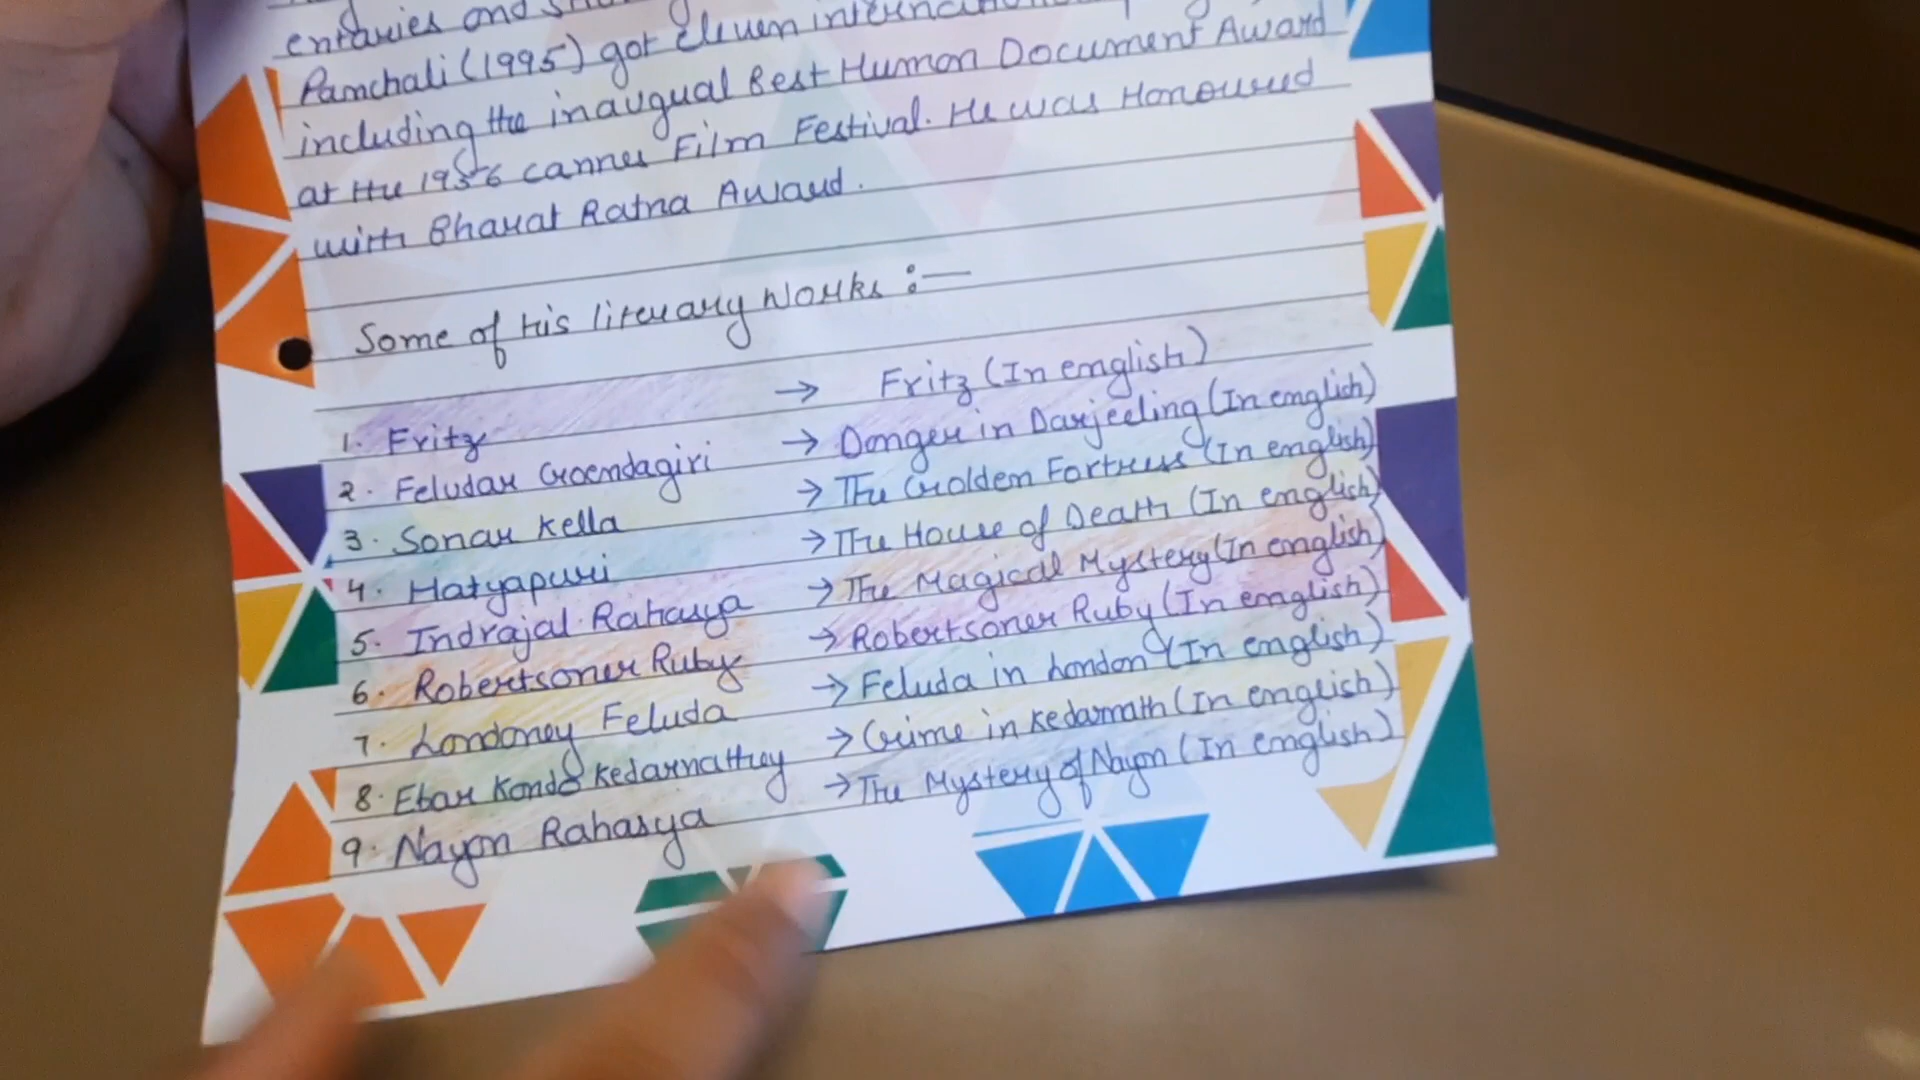 entaries and
Pamchali (1995) got eleven
including the inaugual Best Human Document Award
at the 1956 cannes Film Festival. He was Honoured
with Bharat Ratna Award.
Some of his literary Works :—
1. Fritz → Fritz (In english)
2. Feludar Goendagiri → Danger in Darjeeling (In english)
3. Sonar Kella → The Golden Fortress (In english)
4. Hatyapuri → The House of Death (In english)
5. Indrajal Rahasya → The Magical Mystery (In english)
6. Robertsoner Ruby → Robertsoner Ruby (In english)
7. Londoney Feluda → Feluda in London (In english)
8. Ebar Kando Kedarnathey → Crime in Kedarnath (In english)
9. Nayan Rahasya → The Mystery of Nayan (In english)